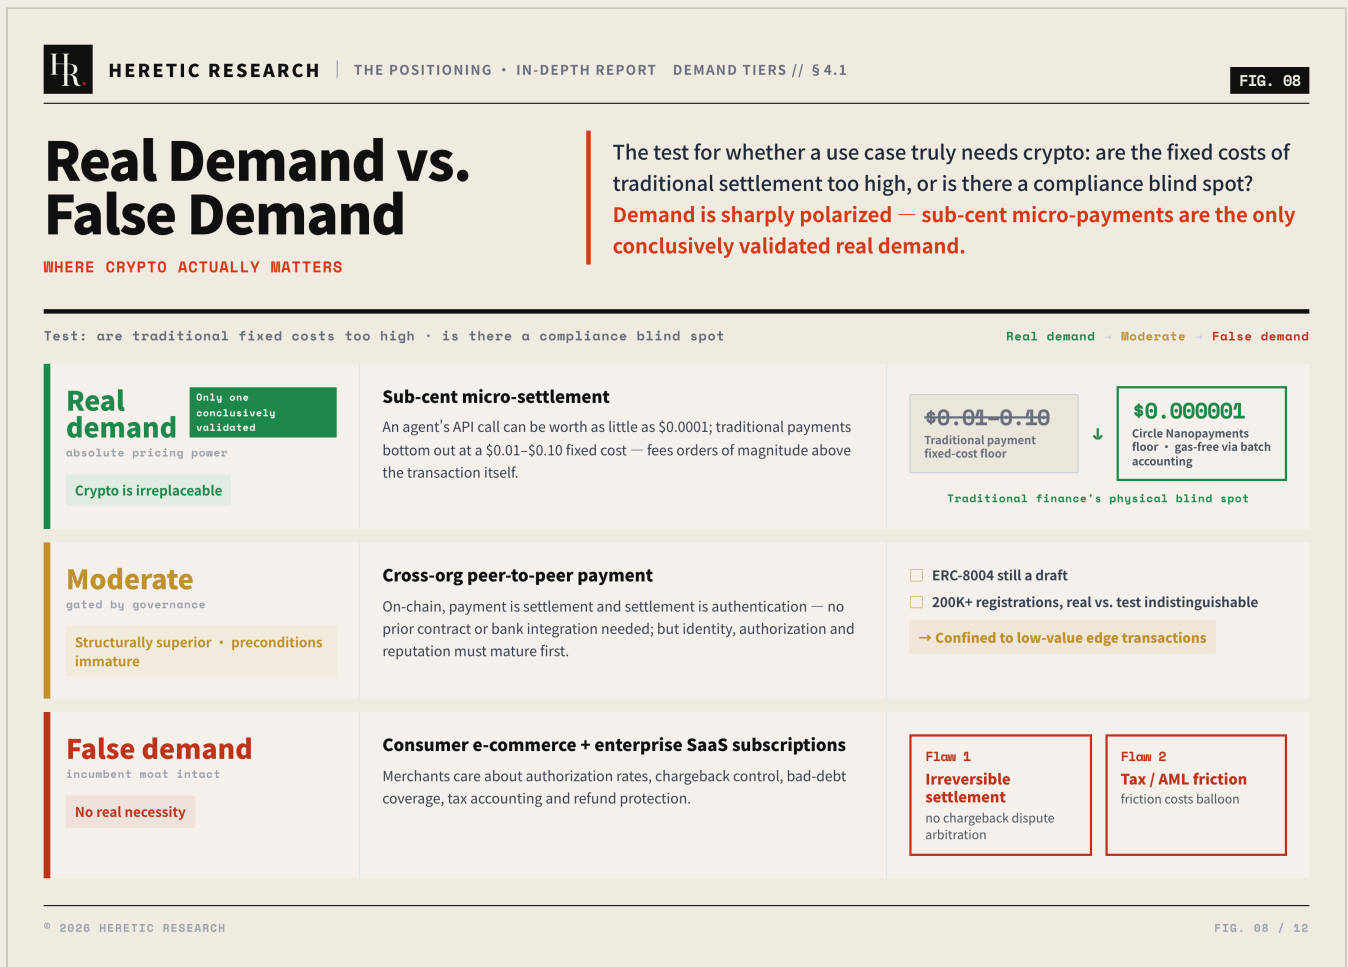 HR.
HERETIC RESEARCH
THE POSITIONING • IN-DEPTH REPORT DEMAND TIERS // § 4.1
FIG. 08
Real Demand vs.
False Demand
WHERE CRYPTO ACTUALLY MATTERS
The test for whether a use case truly needs crypto: are the fixed costs of
traditional settlement too high, or is there a compliance blind spot?
Demand is sharply polarized — sub-cent micro-payments are the only
conclusively validated real demand.
Test: are traditional fixed costs too high · is there a compliance blind spot
Real demand → Moderate → False demand
Real
demand
Only one
conclusively
validated
absolute pricing power
Crypto is irreplaceable
Sub-cent micro-settlement
An agent's API call can be worth as little as $0.0001; traditional payments
bottom out at a $0.01–$0.10 fixed cost — fees orders of magnitude above
the transaction itself.
$0.01–0.10
Traditional payment
fixed-cost floor
↓
$0.000001
Circle Nanopayments
floor • gas-free via batch
accounting
Traditional finance's physical blind spot
Moderate
gated by governance
Structurally superior • preconditions
immature
Cross-org peer-to-peer payment
On-chain, payment is settlement and settlement is authentication — no
prior contract or bank integration needed; but identity, authorization and
reputation must mature first.
ERC-8004 still a draft
200K+ registrations, real vs. test indistinguishable
→ Confined to low-value edge transactions
False demand
incumbent moat intact
No real necessity
Consumer e-commerce + enterprise SaaS subscriptions
Merchants care about authorization rates, chargeback control, bad-debt
coverage, tax accounting and refund protection.
Flaw 1
Irreversible
settlement
no chargeback dispute
arbitration
Flaw 2
Tax / AML friction
friction costs balloon
© 2026 HERETIC RESEARCH
FIG. 08 / 12